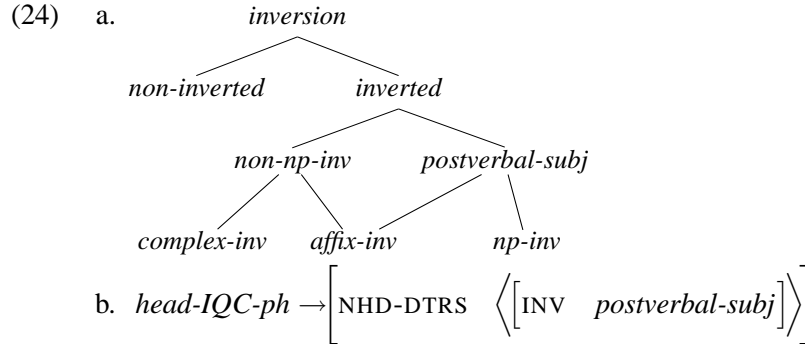 (24) a. inversion
non-inverted inverted
non-np-inv postverbal-subj
complex-inv affix-inv np-inv
b. head-IQC-ph → [NHD-DTRS ⟨[INV postverbal-subj]⟩]